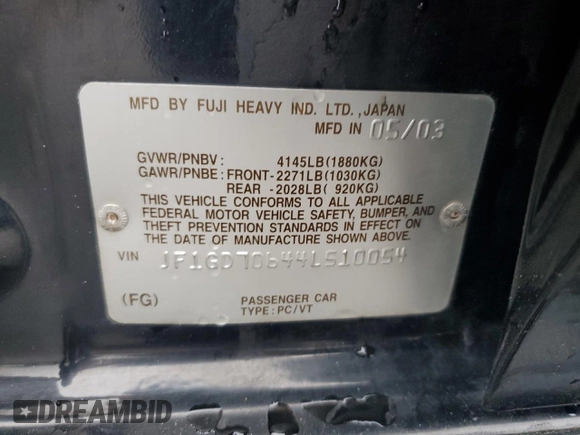 MFD BY FUJI HEAVY IND. LTD.,JAPAN
MFD IN 05/03
GVWR/PNBV : 4145LB(1880KG)
GAWR/PNBE : FRONT-2271LB(1030KG)
REAR -2028LB( 920KG)
THIS VEHICLE CONFORMS TO ALL APPLICABLE
FEDERAL MOTOR VEHICLE SAFETY, BUMPER, AND
THEFT PREVENTION STANDARDS IN EFFECT ON
THE DATE OF MANUFACTURE SHOWN ABOVE.
VIN JF1GD70644L510054
(FG) PASSENGER CAR
TYPE : PC/VT
DREAMBID